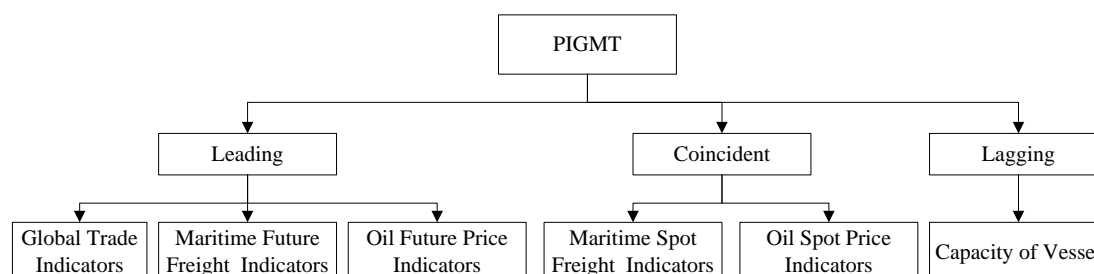 PIGMT
Leading
Coincident
Lagging
Global Trade
Indicators
Maritime Future
Freight Indicators
Oil Future Price
Indicators
Maritime Spot
Freight Indicators
Oil Spot Price
Indicators
Capacity of Vesse